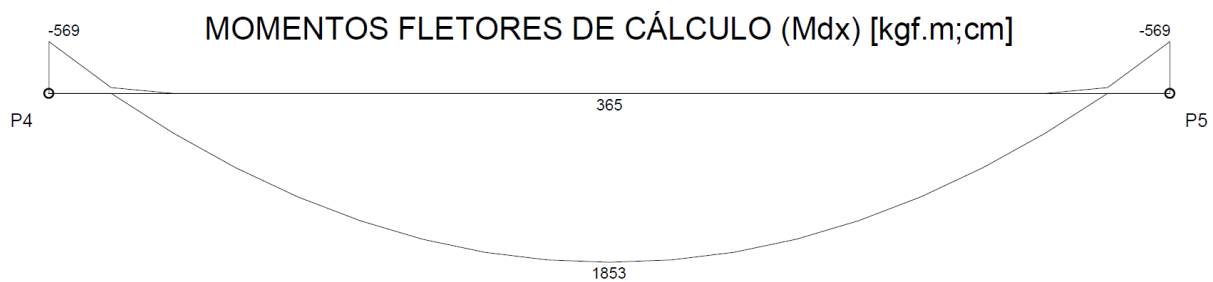 MOMENTOS FLETORES DE CÁLCULO (Mdx) [kgf.m;cm]
-569
-569
365
P4
P5
1853